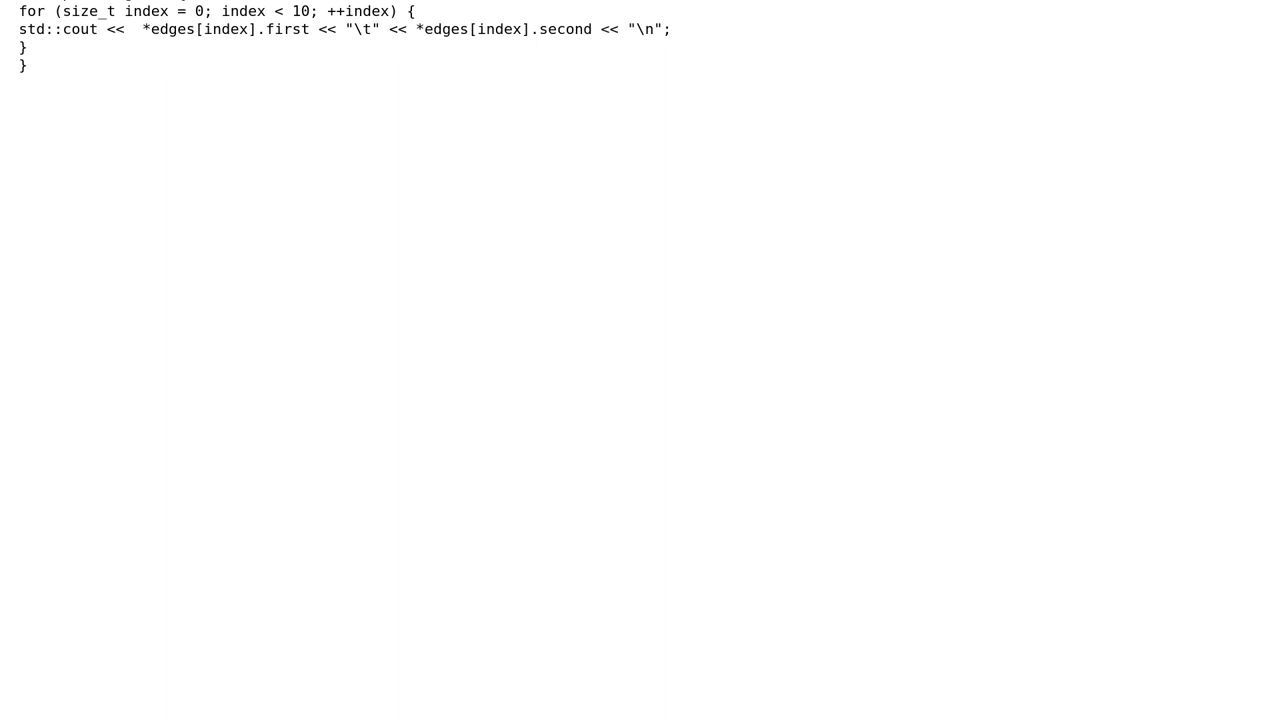 for (size_t index = 0; index < 10; ++index) {
std::cout <<  *edges[index].first << "\t" << *edges[index].second << "\n";
}
}